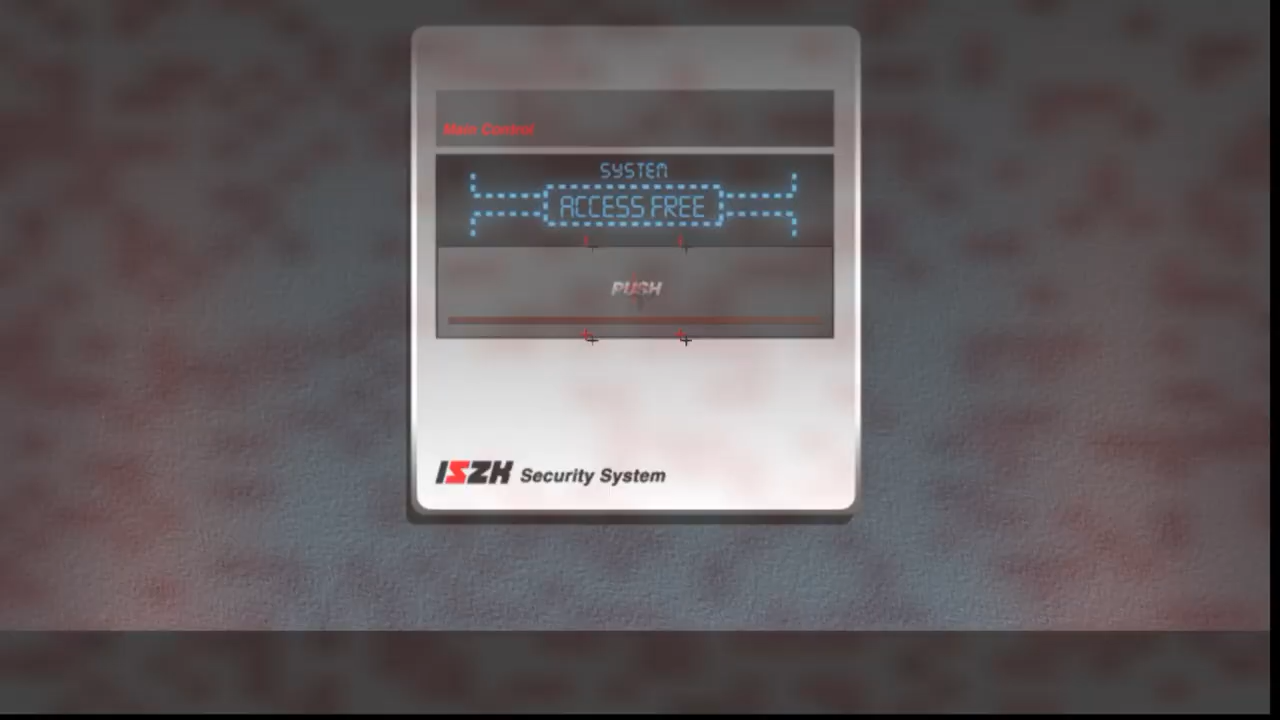 Main Control
SYSTEM
ACCESS FREE
PUSH
ISZK Security System